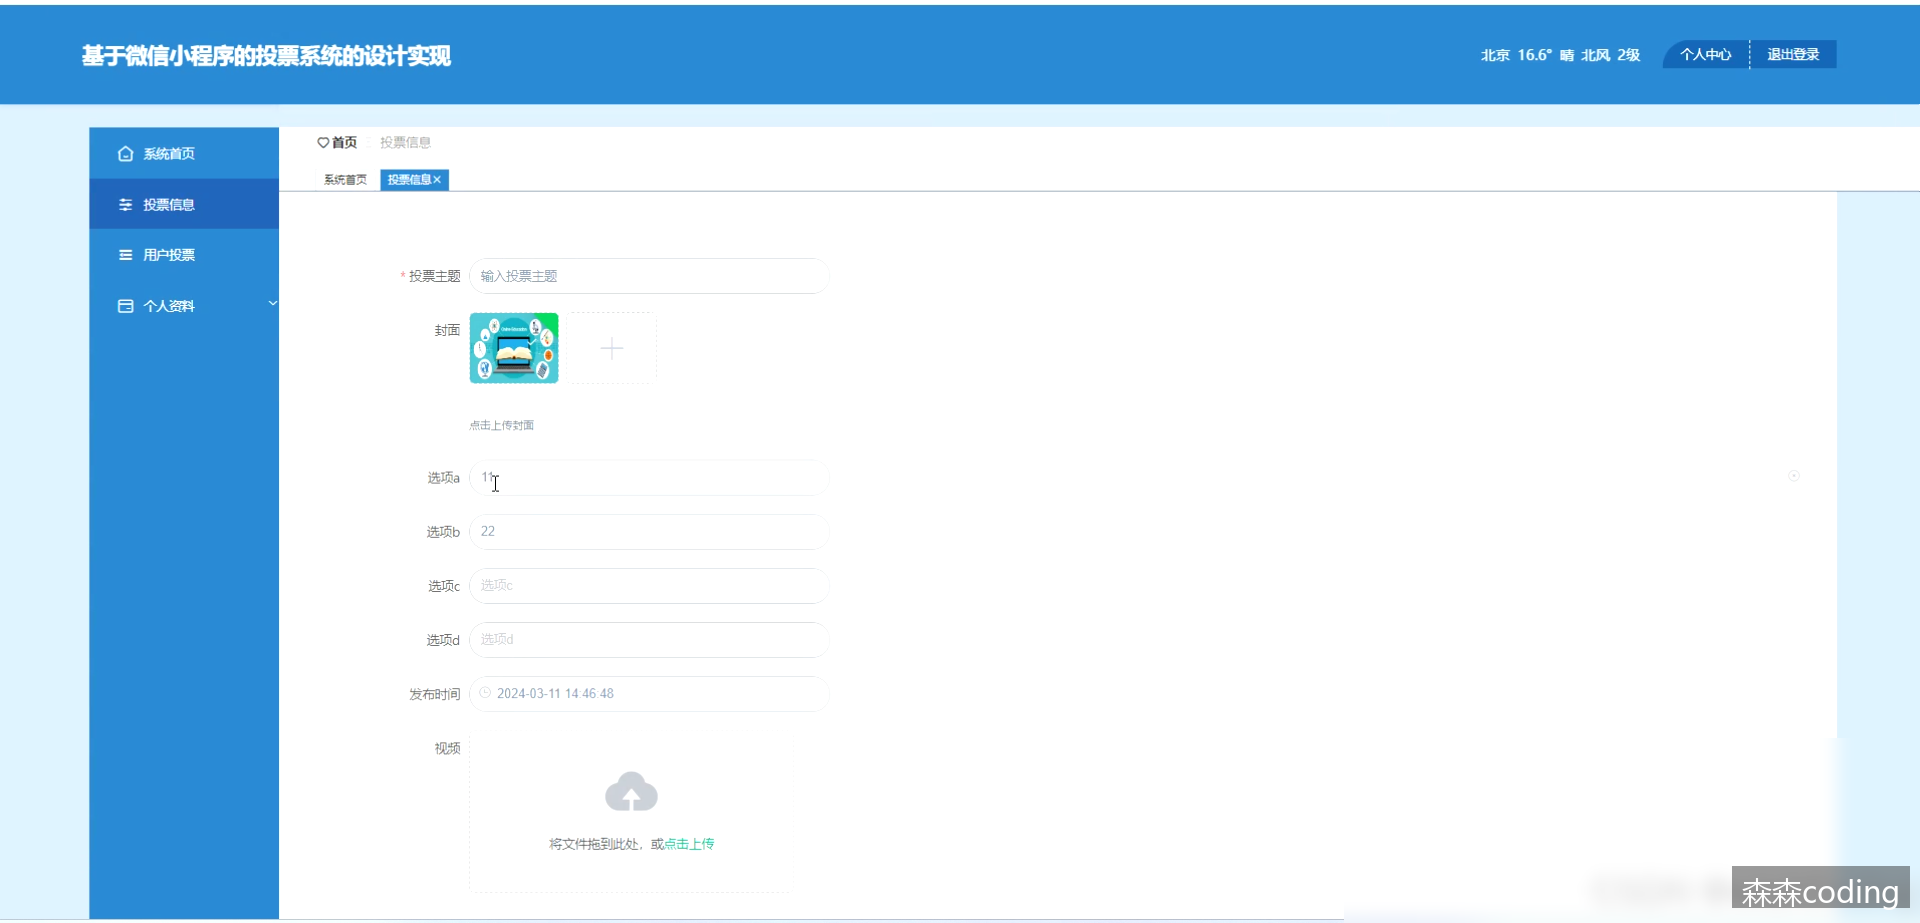 基于微信小程序的投票系统的设计实现
北京 16.6° 晴 北风 2级
个人中心
退出登录
系统首页
投票信息
用户投票
个人资料
首页
投票信息
系统首页
投票信息
* 投票主题
输入投票主题
封面
点击上传封面
选项a
11
选项b
22
选项c
选项c
选项d
选项d
发布时间
2024-03-11 14:46:48
视频
将文件拖到此处，或点击上传
森森coding